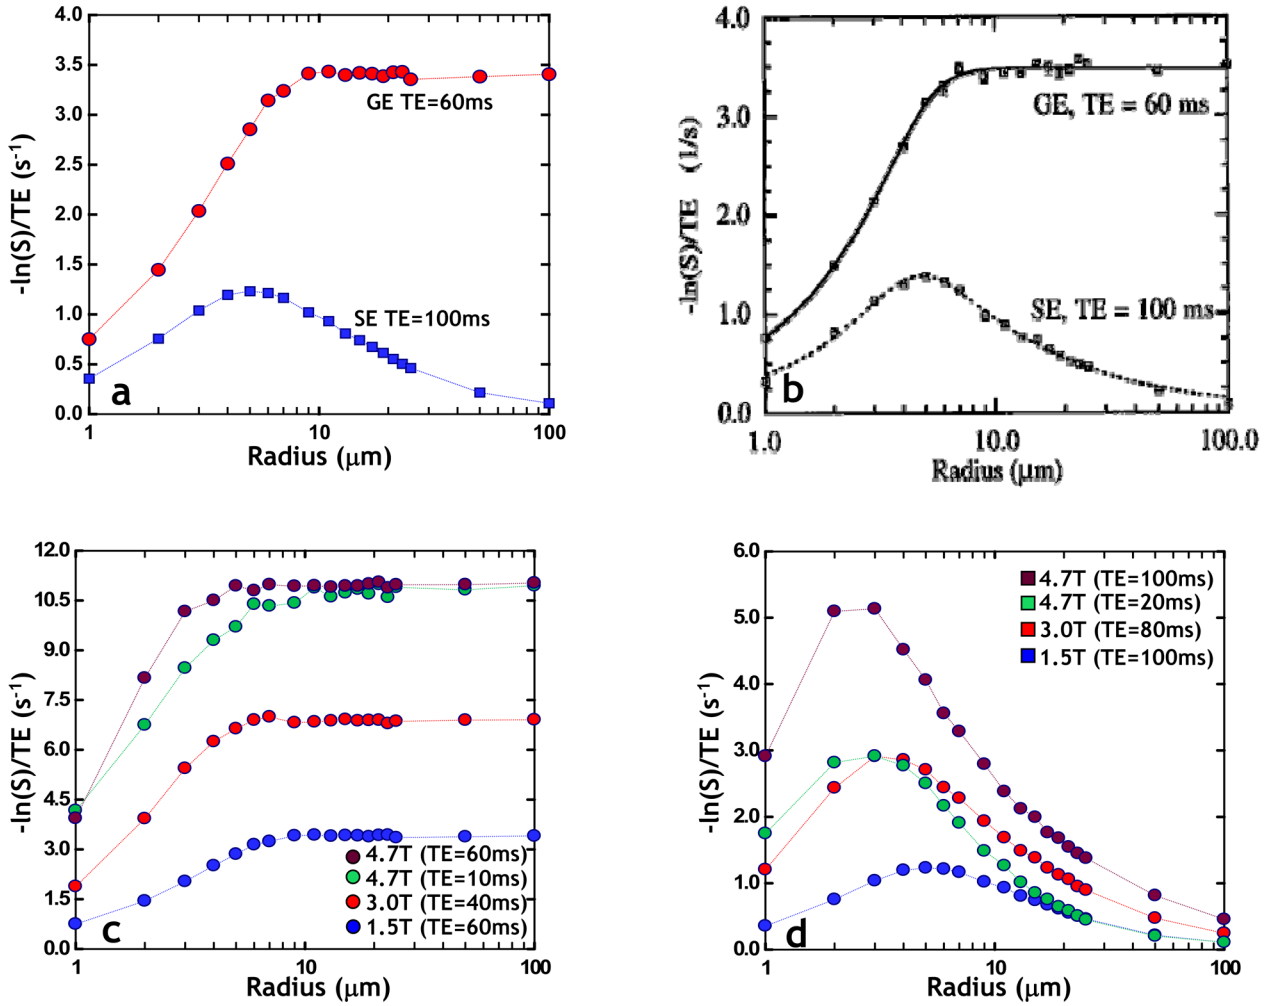 4.0
3.5
3.0
2.5
2.0
1.5
1.0
0.5
0.0
-ln(S)/TE (s-1)
GE TE=60ms
SE TE=100ms
a
1
10
100
Radius (μm)
4.0
3.0
2.0
1.0
0.0
-ln(S)/TE (1/s)
GE, TE = 60 ms
SE, TE = 100 ms
b
1.0
10.0
100.0
Radius (μm)
12.0
10.5
9.0
7.5
6.0
4.5
3.0
1.5
0.0
-ln(S)/TE (s-1)
4.7T (TE=60ms)
4.7T (TE=10ms)
3.0T (TE=40ms)
1.5T (TE=60ms)
c
1
10
100
Radius (μm)
6.0
5.0
4.0
3.0
2.0
1.0
0.0
-ln(S)/TE (s-1)
4.7T (TE=100ms)
4.7T (TE=20ms)
3.0T (TE=80ms)
1.5T (TE=100ms)
d
1
10
100
Radius (μm)